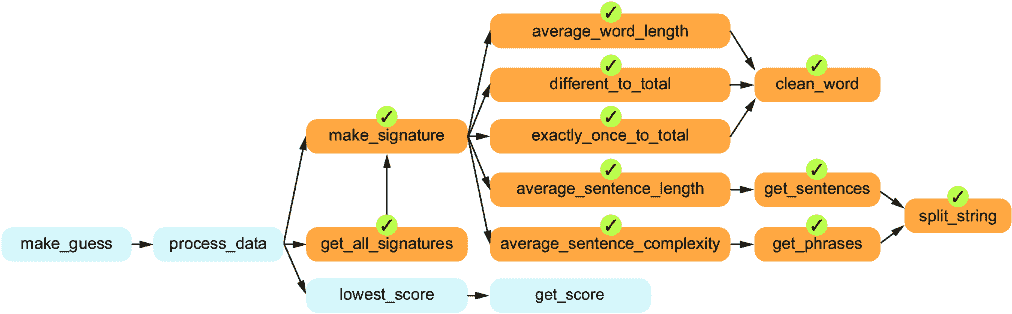 average_word_length
different_to_total
clean_word
make_signature
exactly_once_to_total
average_sentence_length
get_sentences
split_string
make_guess
process_data
get_all_signatures
average_sentence_complexity
get_phrases
lowest_score
get_score